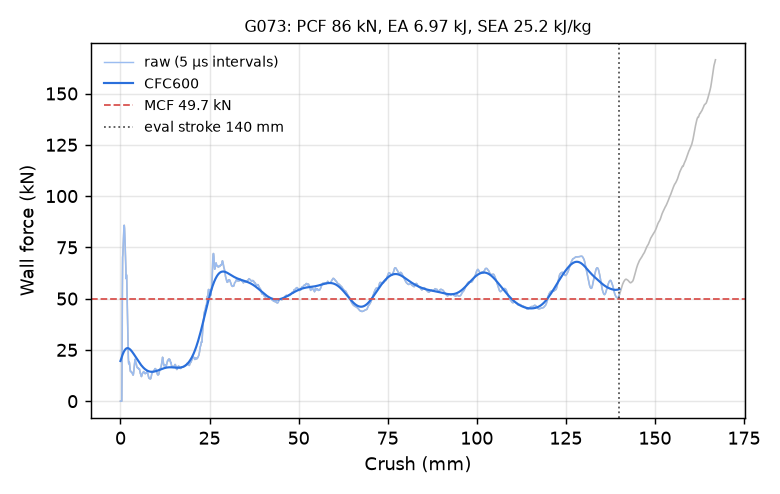 G073: PCF 86 kN, EA 6.97 kJ, SEA 25.2 kJ/kg
raw (5 µs intervals)
CFC600
MCF 49.7 kN
eval stroke 140 mm
Wall force (kN)
150
125
100
75
50
25
0
0 25 50 75 100 125 150 175
Crush (mm)